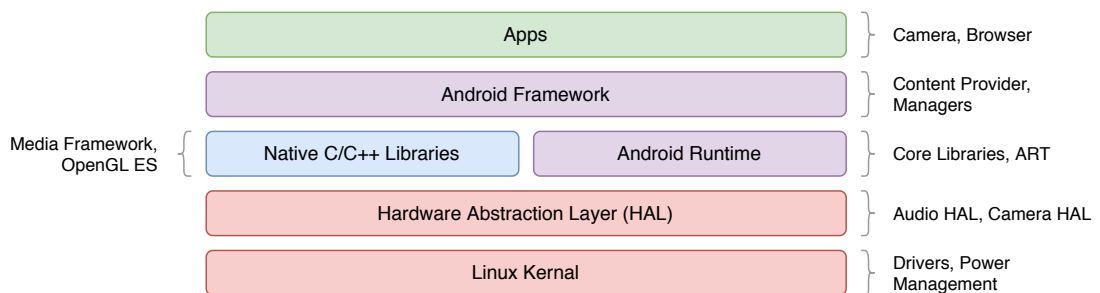 Apps
Camera, Browser
Android Framework
Content Provider,
Managers
Media Framework,
OpenGL ES
Native C/C++ Libraries
Android Runtime
Core Libraries, ART
Hardware Abstraction Layer (HAL)
Audio HAL, Camera HAL
Linux Kernal
Drivers, Power
Management